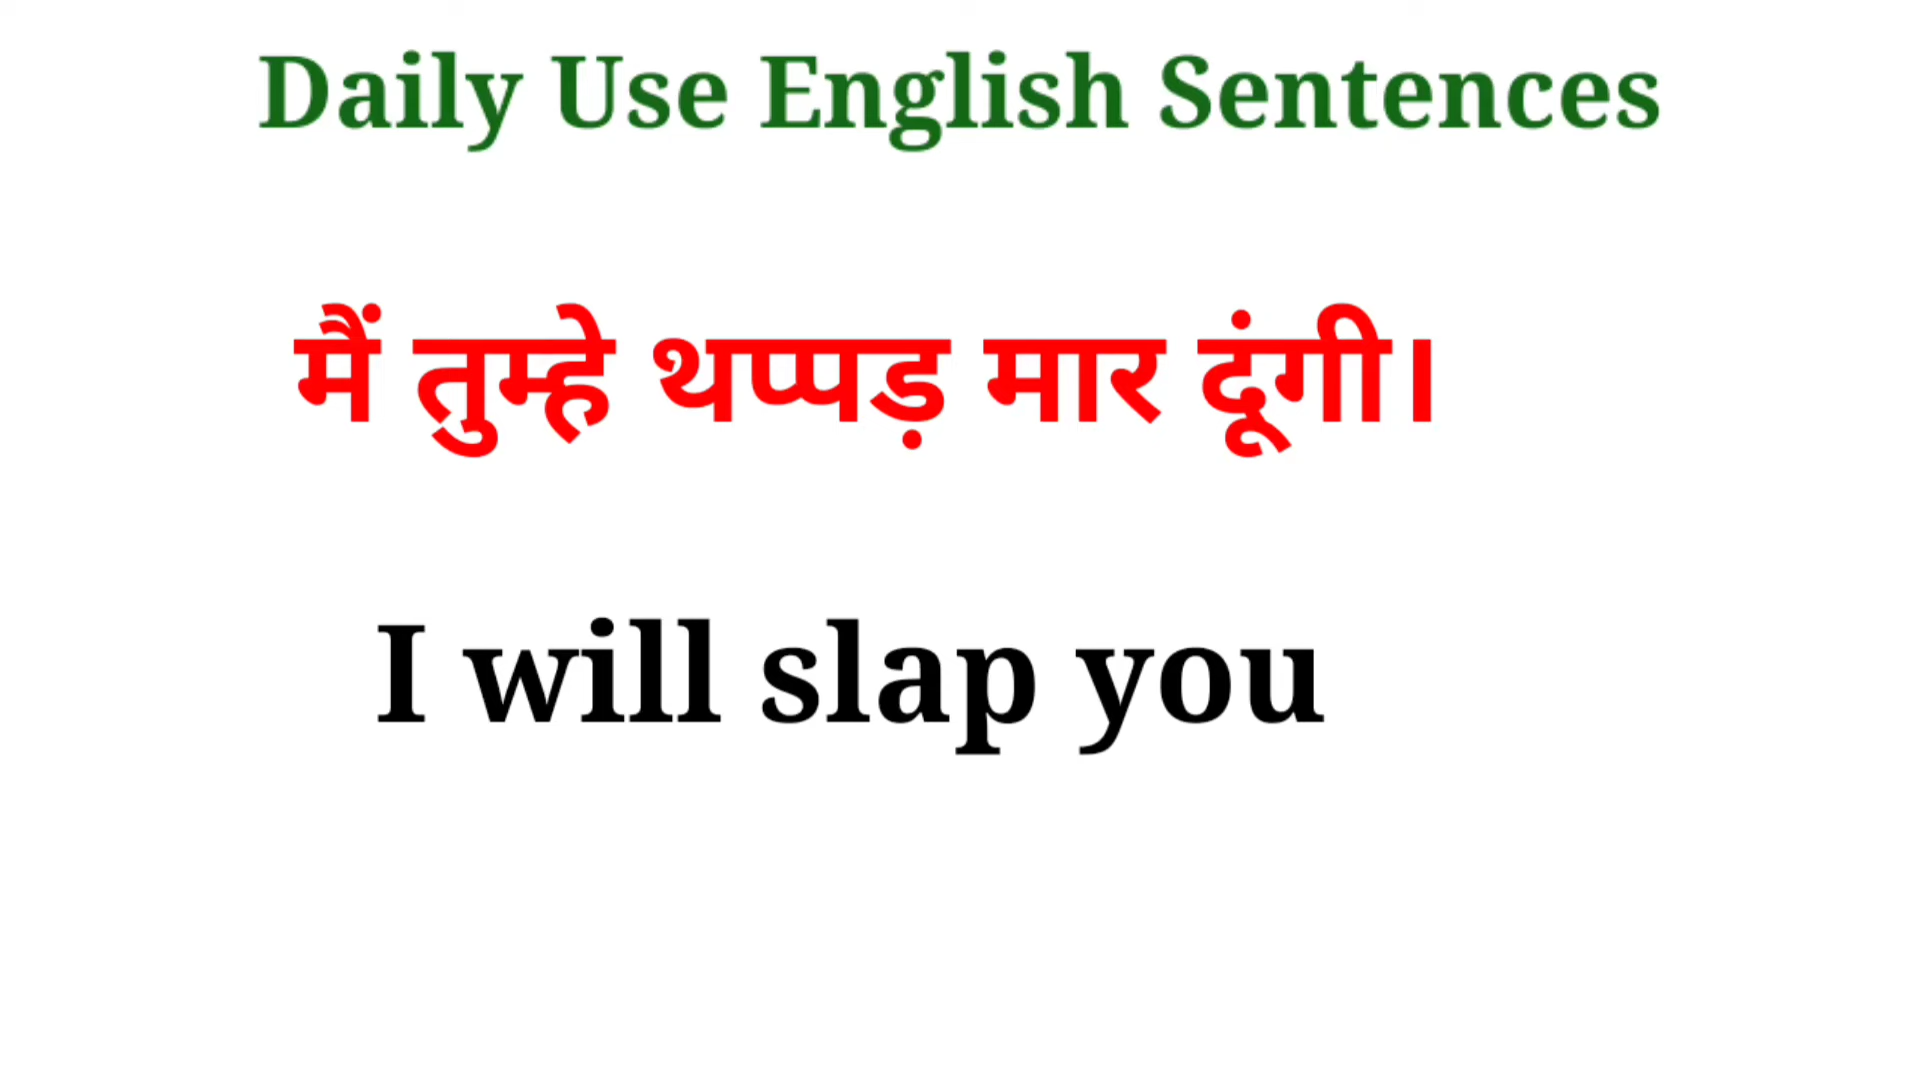 Daily Use English Sentences
मैं तुम्हे थप्पड़ मार दूंगी।
I will slap you